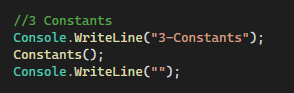 //3 Constants
Console.WriteLine("3-Constants");
Constants();
Console.WriteLine("");